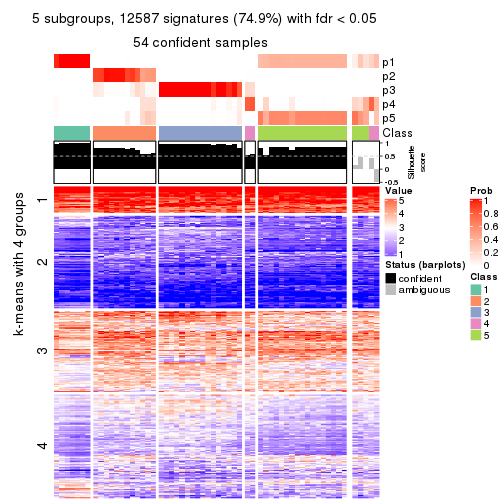 5 subgroups, 12587 signatures (74.9%) with fdr < 0.05
54 confident samples
p1
p2
p3
p4
p5
Class
1
0.5
0
-0.5
Silhouette
score
k-means with 4 groups
1
2
3
4
Value
5
4
3
2
1
Status (barplots)
confident
ambiguous
Prob
1
0.8
0.6
0.4
0.2
0
Class
1
2
3
4
5